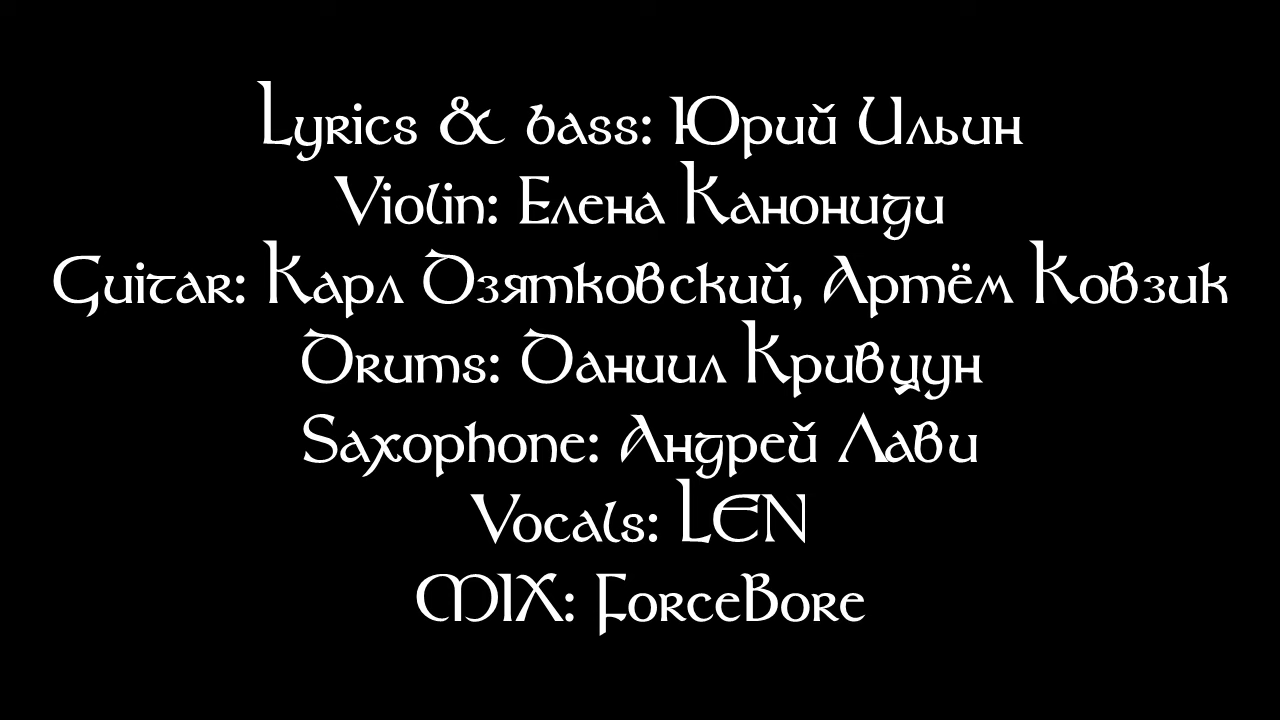 Lyrics & bass: Юрий Ильин
Violin: Елена Канониди
Guitar: Карл Дзятковский, Артём Ковзик
Drums: Даниил Кривцун
Saxophone: Андрей Лави
Vocals: LEN
MIX: ForceBore